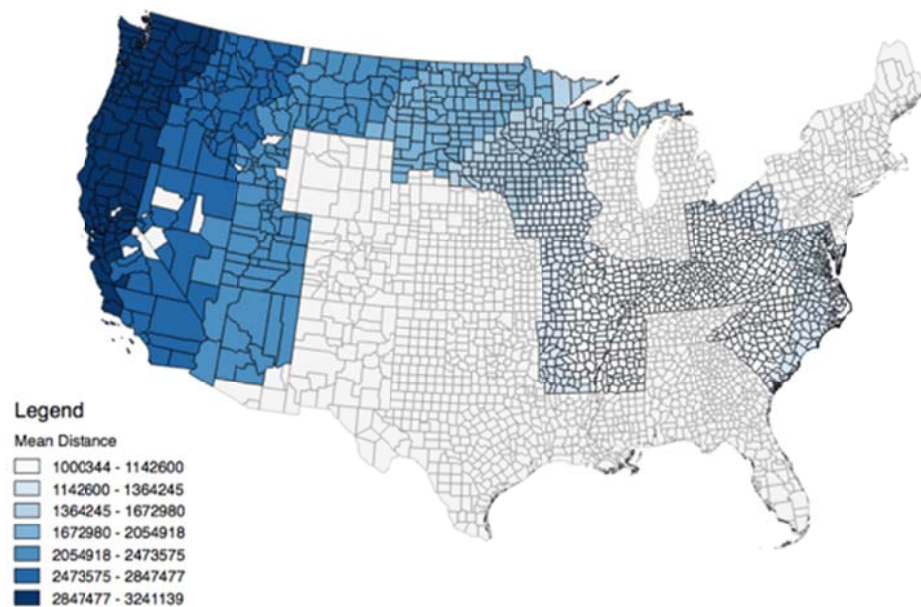 Legend
Mean Distance
1000344 - 1142600
1142600 - 1364245
1364245 - 1672980
1672980 - 2054918
2054918 - 2473575
2473575 - 2847477
2847477 - 3241139